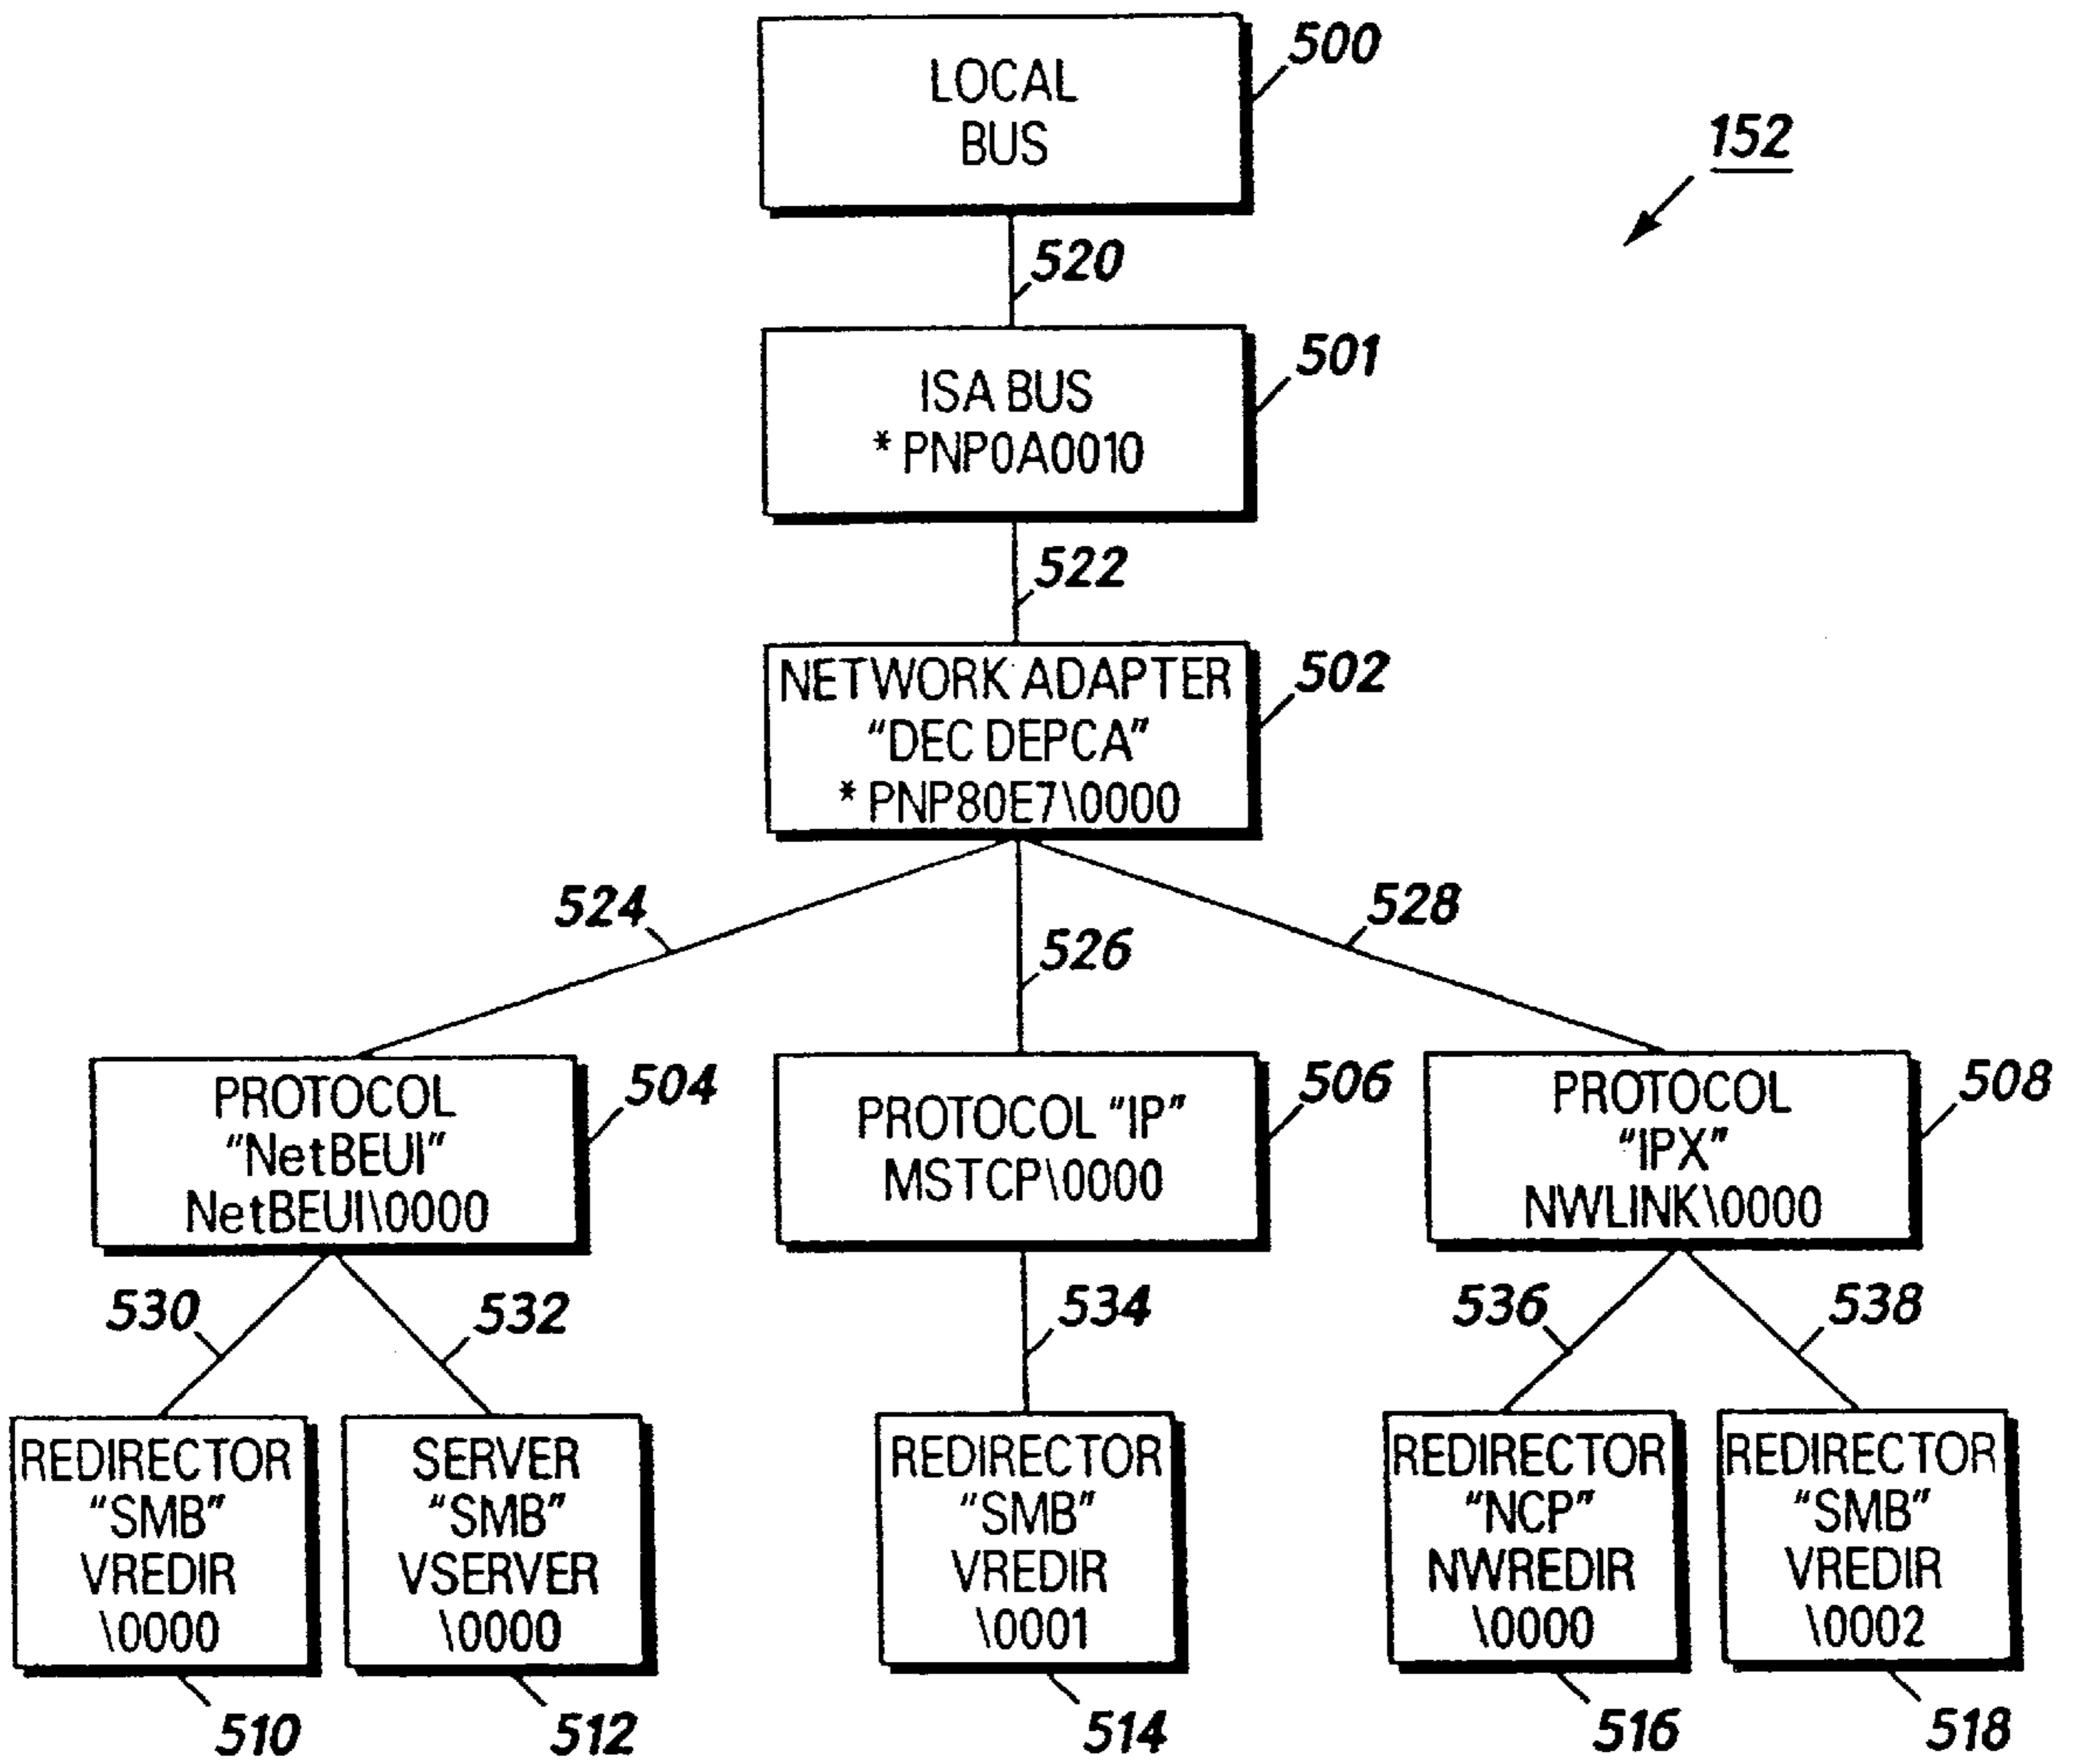 LOCAL
BUS
500
152
520
ISA BUS
* PNP0A0010
501
522
NETWORK ADAPTER
"DEC DEPCA"
* PNP80E7\0000
502
524
526
528
PROTOCOL
"NetBEUI"
NetBEUI\0000
504
PROTOCOL "IP"
MSTCP\0000
506
PROTOCOL
"IPX"
NWLINK\0000
508
530
532
534
536
538
REDIRECTOR
"SMB"
VREDIR
\0000
SERVER
"SMB"
VSERVER
\0000
REDIRECTOR
"SMB"
VREDIR
\0001
REDIRECTOR
"NCP"
NWREDIR
\0000
REDIRECTOR
"SMB"
VREDIR
\0002
510
512
514
516
518